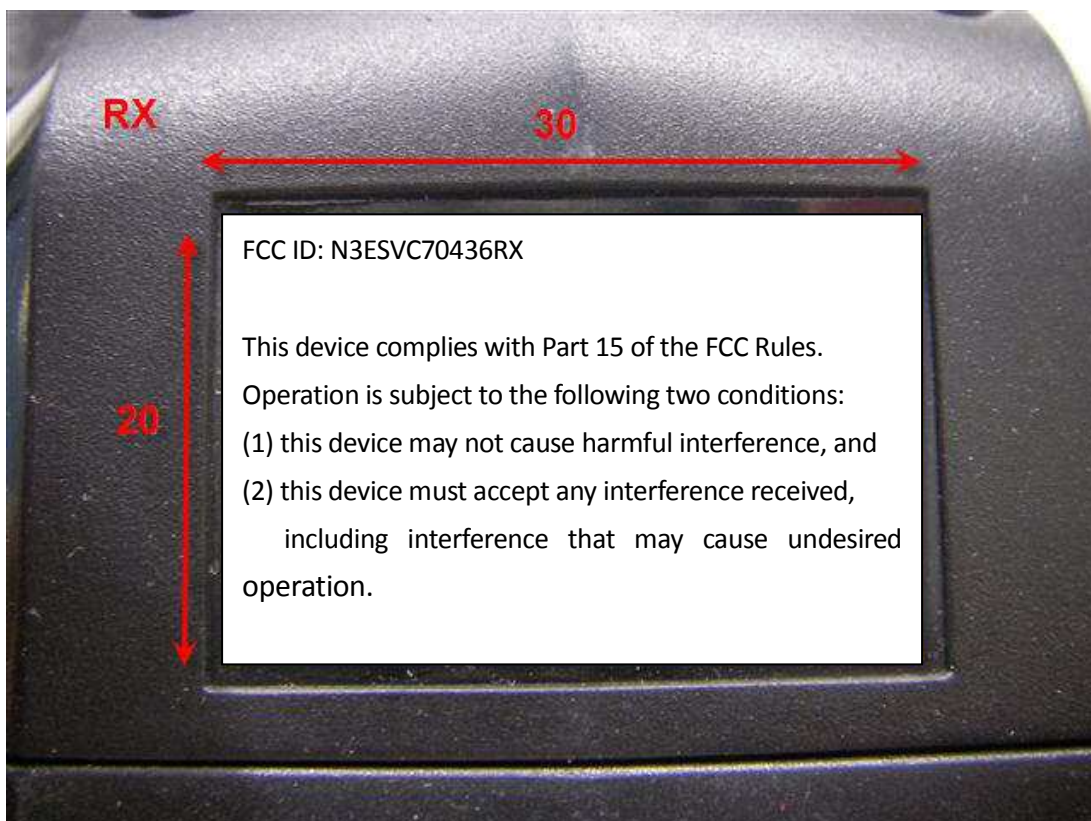 RX
30
20
FCC ID: N3ESVC70436RX
This device complies with Part 15 of the FCC Rules.
Operation is subject to the following two conditions:
(1) this device may not cause harmful interference, and
(2) this device must accept any interference received,
including interference that may cause undesired
operation.